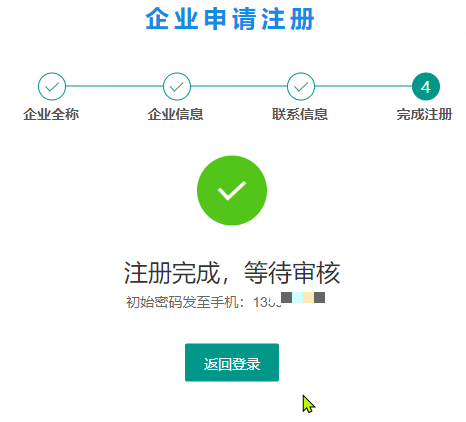 企业申请注册
企业全称 企业信息 联系信息 4 完成注册
注册完成，等待审核
初始密码发至手机：135
返回登录